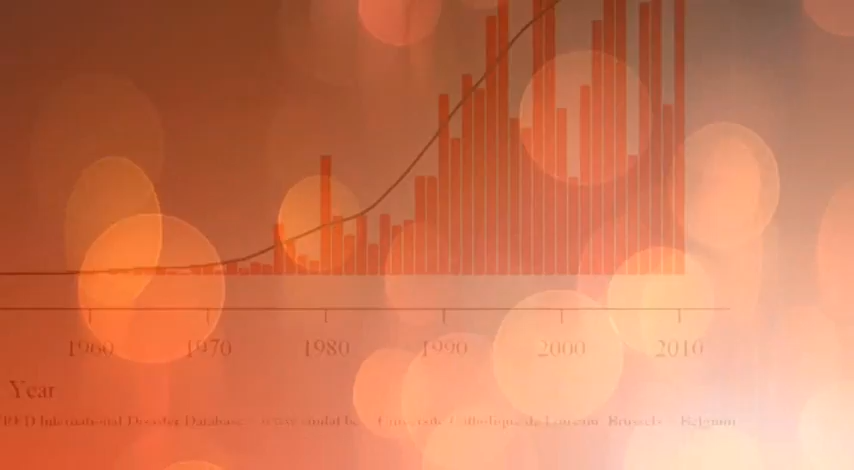 1960 1970 1980 1990 2000 2010
Year
International Disaster Database Université Catholique de Louvain Brussels Belgium